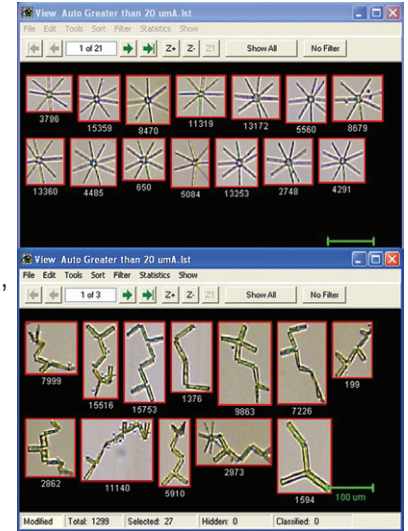 View Auto Greater than 20 umA.lst
File Edit Tools Sort Filter Statistics Show
1 of 21 Z+ Z- Z1 Show All No Filter
3796 15359 8470 11319 13172 5560 8679
13360 4485 650 5084 13253 2748 4291
,
View Auto Greater than 20 umA.lst
File Edit Tools Sort Filter Statistics Show
1 of 3 Z+ Z- Z1 Show All No Filter
7999 15516 15753 1376 9863 7226 199
2862 11140 5910 2973 1594
100 um
Modified Total: 1299 Selected: 27 Hidden: 0 Classified: 0